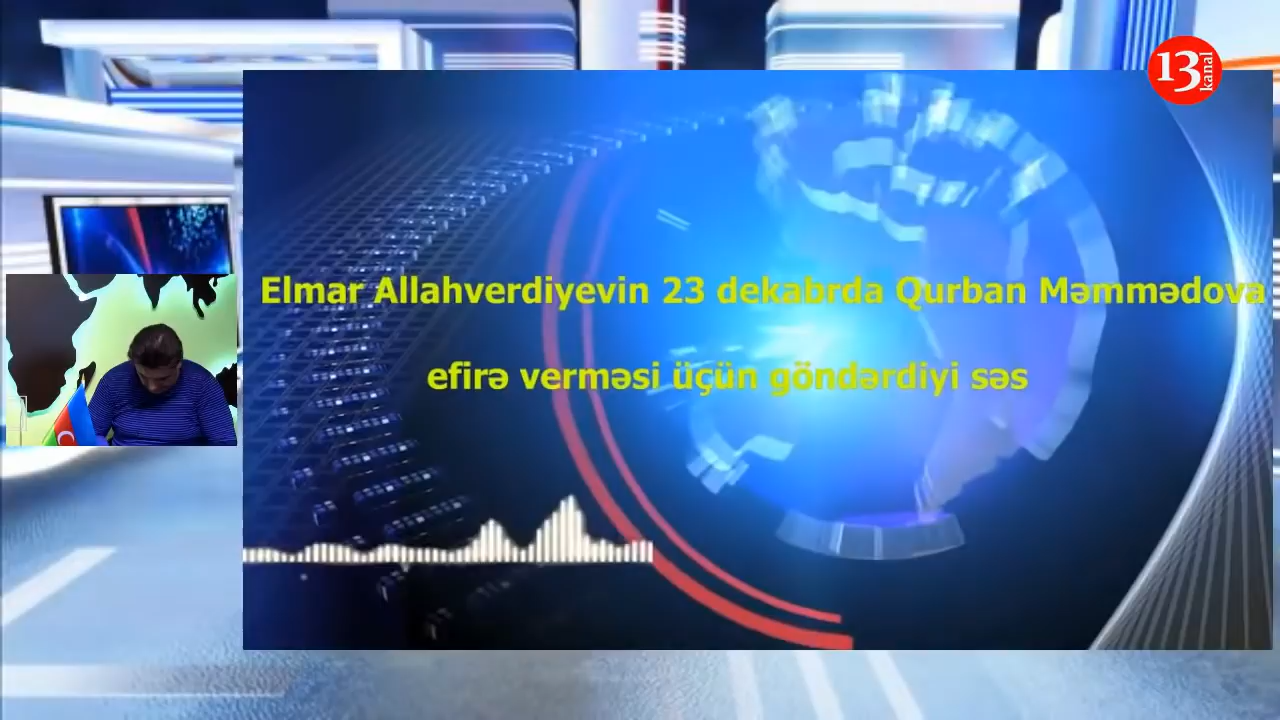 13
kanal
Elmar Allahverdiyevin 23 dekabrda Qurban Məmmədova
efirə verməsi üçün göndərdiyi səs